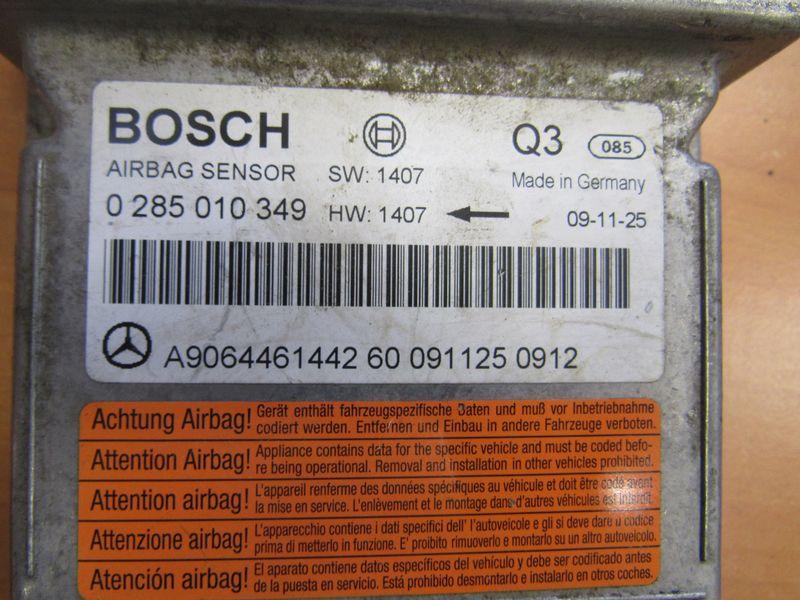 BOSCH Q3 085
AIRBAG SENSOR SW: 1407 Made in Germany
0 285 010 349 HW: 1407 09-11-25
A9064461442 60 091125 0912
Achtung Airbag! Gerät enthält fahrzeugspezifische Daten und muß vor Inbetriebnahme
codiert werden. Entfernen und Einbau in andere Fahrzeuge verboten.
Attention Airbag! Appliance contains data for the specific vehicle and must be coded befo-
re being operational. Removal and installation in other vehicles prohibited.
Attention airbag! L'appareil renferme des données spécifiques au véhicule et doit être codé avant
la mise en service. L'enlèvement et le montage dans d'autres véhicules est interdit.
Attenzione airbag! L'apparecchio contiene i dati specifici dell' l'autoveicolo e gli si deve dare il codice
prima di metterlo in funzione. E' proibito rimuoverlo e montarlo su un altro autoveicolo.
Atención airbag! El aparato contiene datos específicos del vehículo y debe ser codificado antes
de la puesta en servicio. Está prohibido desmontarlo e instalarlo en otros coches.